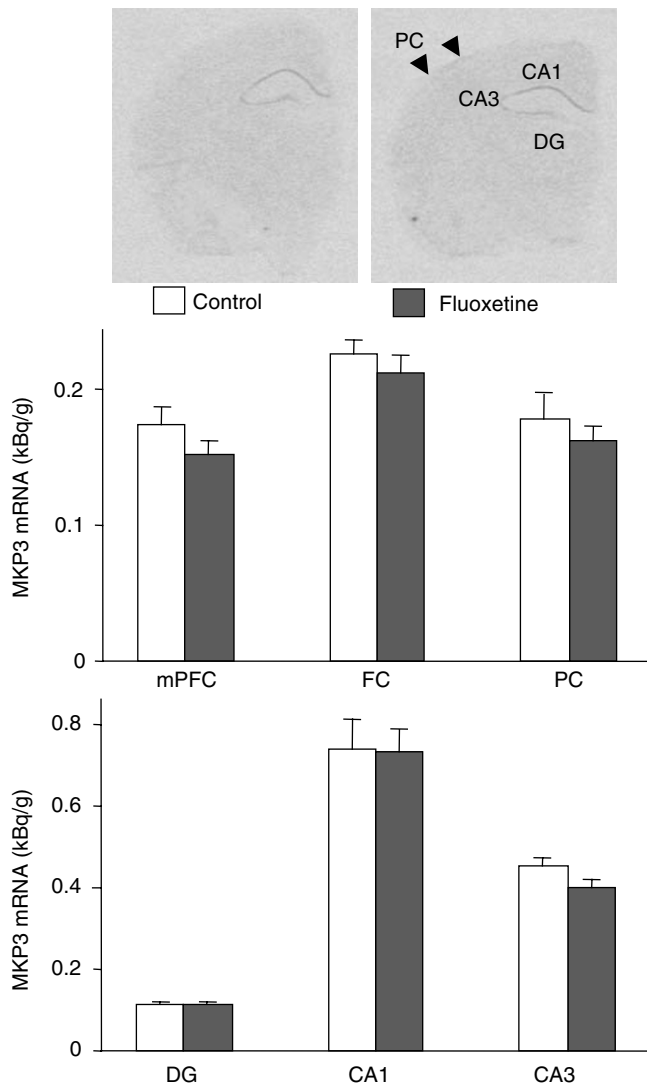 PC
CA1
CA3
DG
Control
Fluoxetine
MKP3 mRNA (kBq/g)
0.2
0.1
0
mPFC FC PC
MKP3 mRNA (kBq/g)
0.8
0.6
0.4
0.2
0
DG CA1 CA3